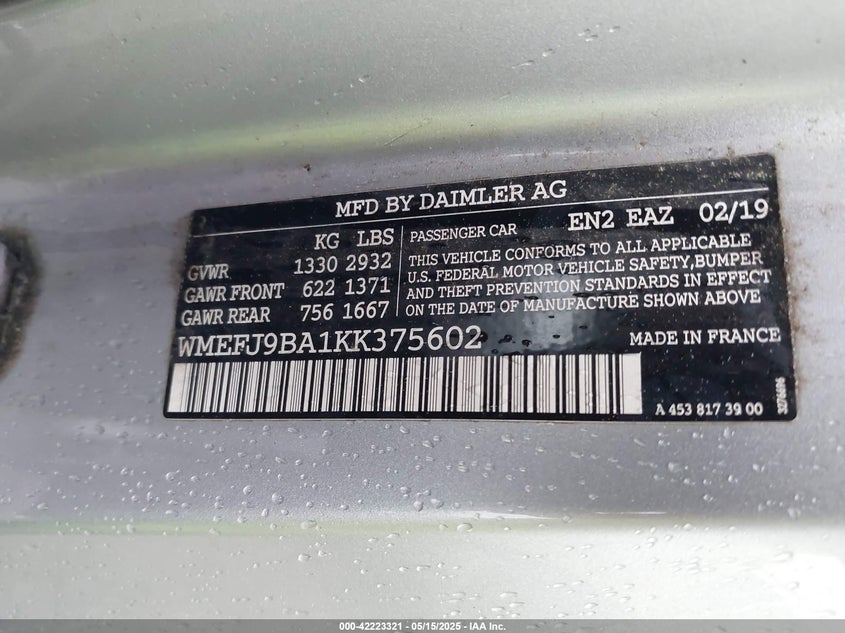 MFD BY DAIMLER AG
EN2 EAZ 02/19
KG LBS
GVWR 1330 2932
GAWR FRONT 622 1371
GAWR REAR 756 1667
PASSENGER CAR
THIS VEHICLE CONFORMS TO ALL APPLICABLE
U.S. FEDERAL MOTOR VEHICLE SAFETY,BUMPER
AND THEFT PREVENTION STANDARDS IN EFFECT
ON THE DATE OF MANUFACTURE SHOWN ABOVE
WMEFJ9BA1KK375602
MADE IN FRANCE
A 453 817 39 00
000-42223321 | 05/15/2025 | IAA Inc.